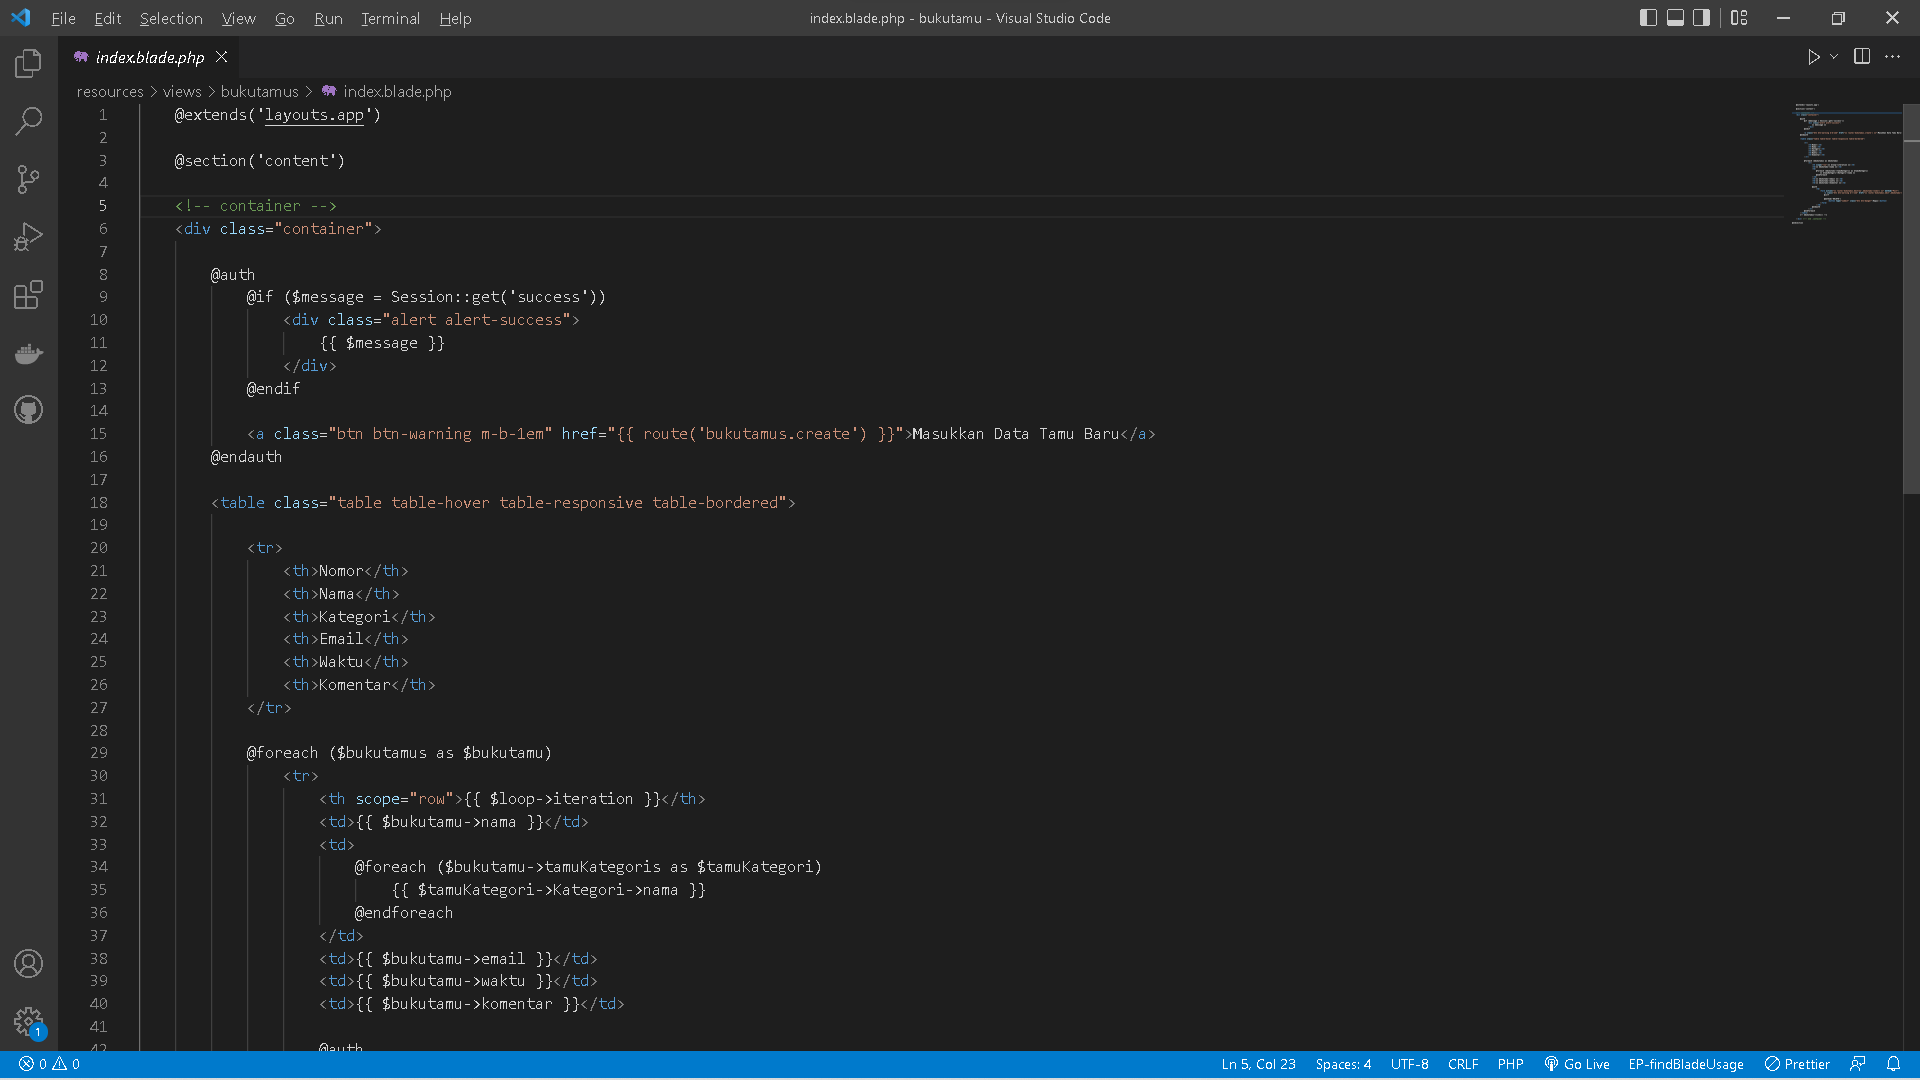 File Edit Selection View Go Run Terminal Help
index.blade.php - bukutamu - Visual Studio Code
index.blade.php
resources > views > bukutamus > index.blade.php
1 @extends('layouts.app')
2
3 @section('content')
4
5 <!-- container -->
6 <div class="container">
7
8 @auth
9 @if ($message = Session::get('success'))
10 <div class="alert alert-success">
11 {{ $message }}
12 </div>
13 @endif
14
15 <a class="btn btn-warning m-b-1em" href="{{ route('bukutamus.create') }}">Masukkan Data Tamu Baru</a>
16 @endauth
17
18 <table class="table table-hover table-responsive table-bordered">
19
20 <tr>
21 <th>Nomor</th>
22 <th>Nama</th>
23 <th>Kategori</th>
24 <th>Email</th>
25 <th>Waktu</th>
26 <th>Komentar</th>
27 </tr>
28
29 @foreach ($bukutamus as $bukutamu)
30 <tr>
31 <th scope="row">{{ $loop->iteration }}</th>
32 <td>{{ $bukutamu->nama }}</td>
33 <td>
34 @foreach ($bukutamu->tamuKategoris as $tamuKategori)
35 {{ $tamuKategori->Kategori->nama }}
36 @endforeach
37 </td>
38 <td>{{ $bukutamu->email }}</td>
39 <td>{{ $bukutamu->waktu }}</td>
40 <td>{{ $bukutamu->komentar }}</td>
41
42 @auth
1
0 0 Ln 5, Col 23 Spaces: 4 UTF-8 CRLF PHP Go Live EP-findBladeUsage Prettier